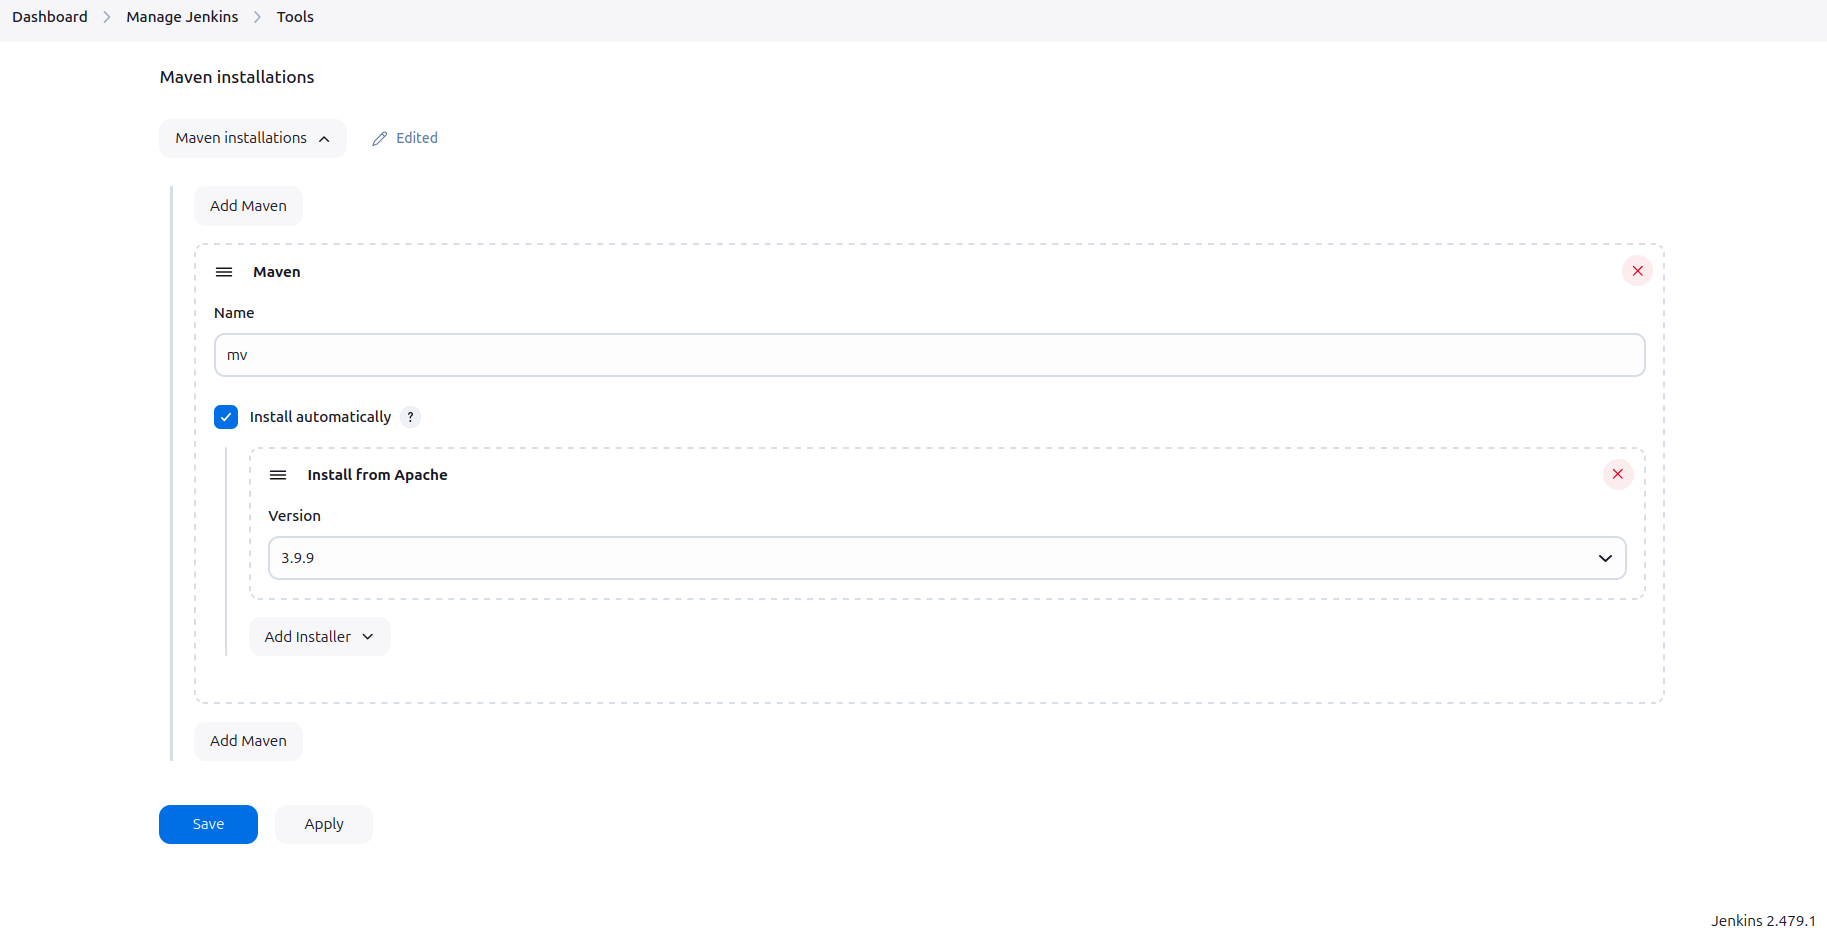 Dashboard > Manage Jenkins > Tools
Maven installations
Maven installations Edited
Add Maven
Maven
Name
mv
Install automatically ?
Install from Apache
Version
3.9.9
Add Installer
Add Maven
Save Apply
Jenkins 2.479.1